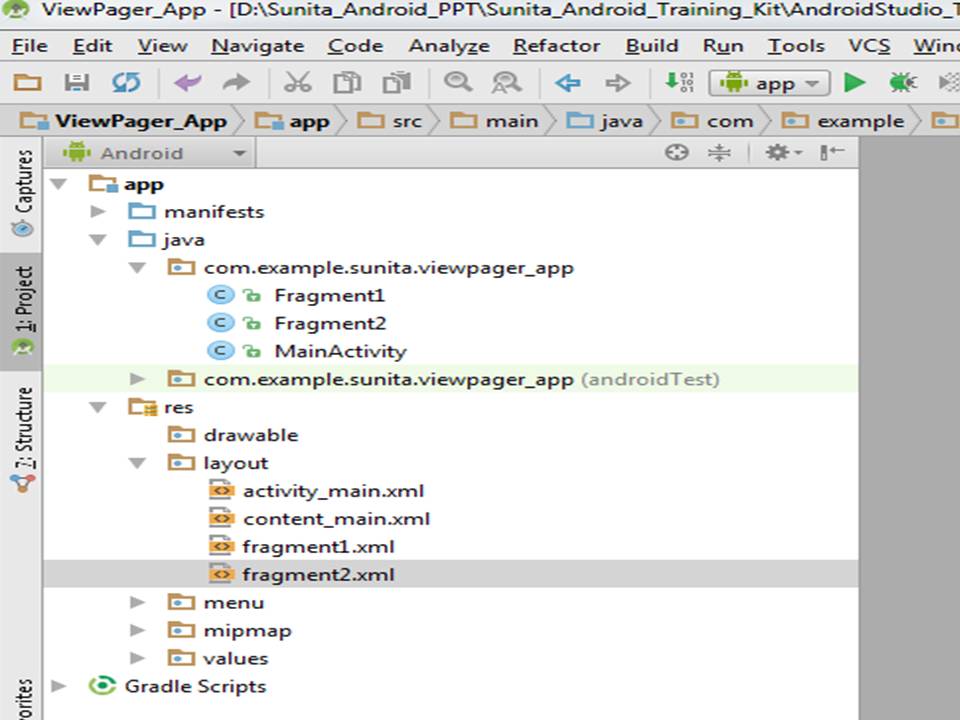 ViewPager_App - [D:\Sunita_Android_PPT\Sunita_Android_Training_Kit\AndroidStudio_
File Edit View Navigate Code Analyze Refactor Build Run Tools VCS
app
ViewPager_App app src main java com example
Android
Captures
1: Project
7: Structure
app
manifests
java
com.example.sunita.viewpager_app
Fragment1
Fragment2
MainActivity
com.example.sunita.viewpager_app (androidTest)
res
drawable
layout
activity_main.xml
content_main.xml
fragment1.xml
fragment2.xml
menu
mipmap
values
Gradle Scripts